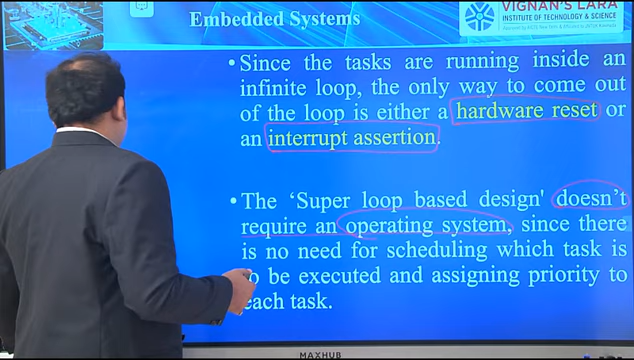 Embedded Systems
VIGNAN'S LARA
INSTITUTE OF TECHNOLOGY & SCIENCE
• Since the tasks are running inside an
infinite loop, the only way to come out
of the loop is either a hardware reset or
an interrupt assertion.
• The 'Super loop based design' doesn't
require an operating system, since there
is no need for scheduling which task is
to be executed and assigning priority to
each task.
MAXHUB